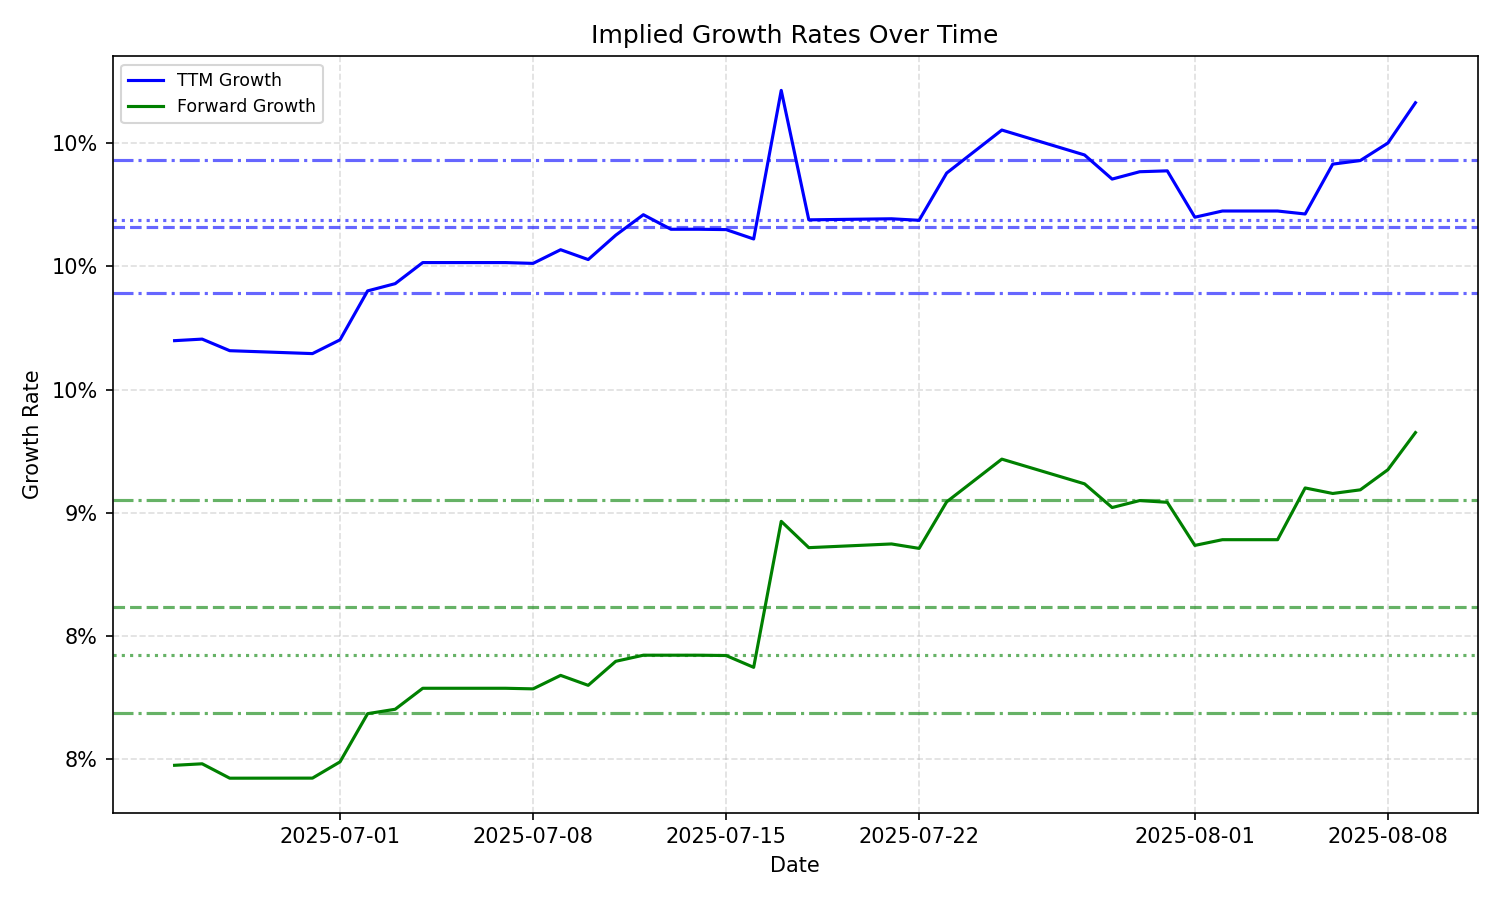 Implied Growth Rates Over Time
TTM Growth
Forward Growth
10%
10%
10%
9%
8%
8%
Growth Rate
2025-07-01
2025-07-08
2025-07-15
2025-07-22
2025-08-01
2025-08-08
Date